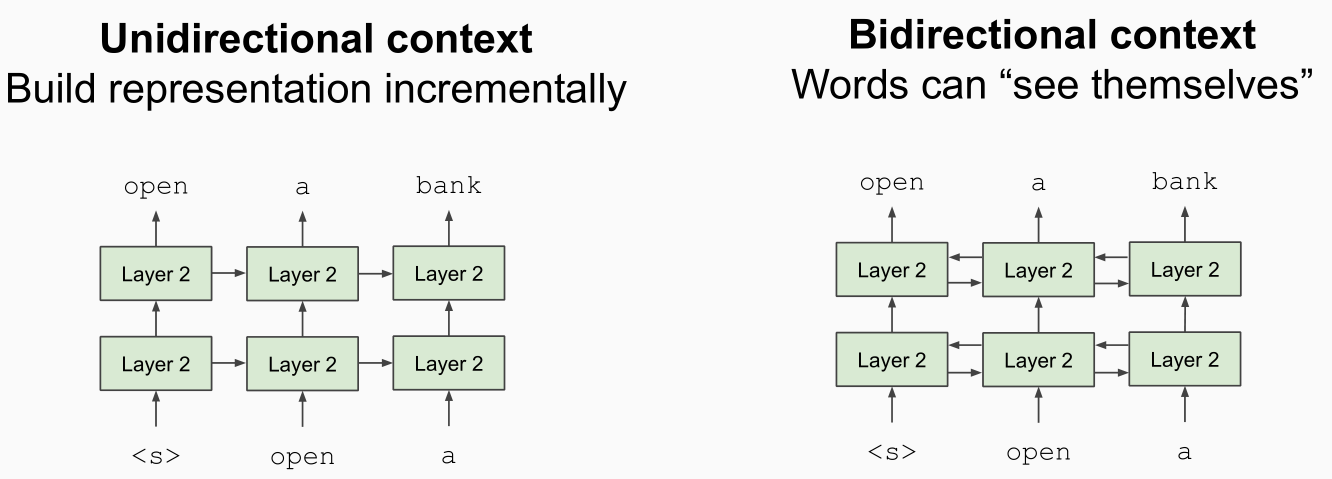 Unidirectional context
Build representation incrementally
open a bank
Layer 2 Layer 2 Layer 2
Layer 2 Layer 2 Layer 2
<s> open a
Bidirectional context
Words can “see themselves”
open a bank
Layer 2 Layer 2 Layer 2
Layer 2 Layer 2 Layer 2
<s> open a